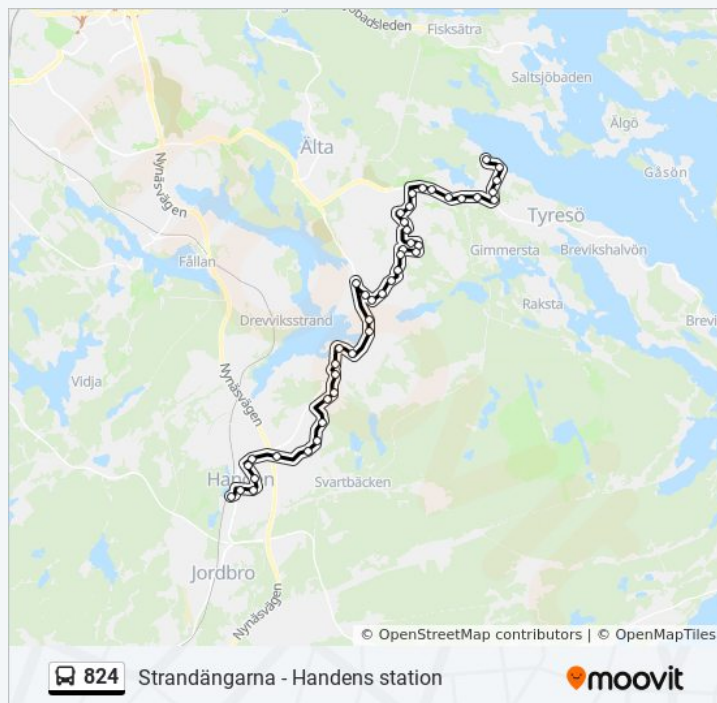 Fisksätra
Saltsjöbaden
Älgö
Älta
Gåsön
Nynäsvägen
Tyresö
Gimmersta
Brevikshalvön
Fållan
Raksta
Drevviksstrand
Vidja
Nynäsvägen
Svartbäcken
Jordbro
Nynäsvägen
© OpenStreetMap contributors | © OpenMapTiles
824 Strandängarna - Handens station
moovit